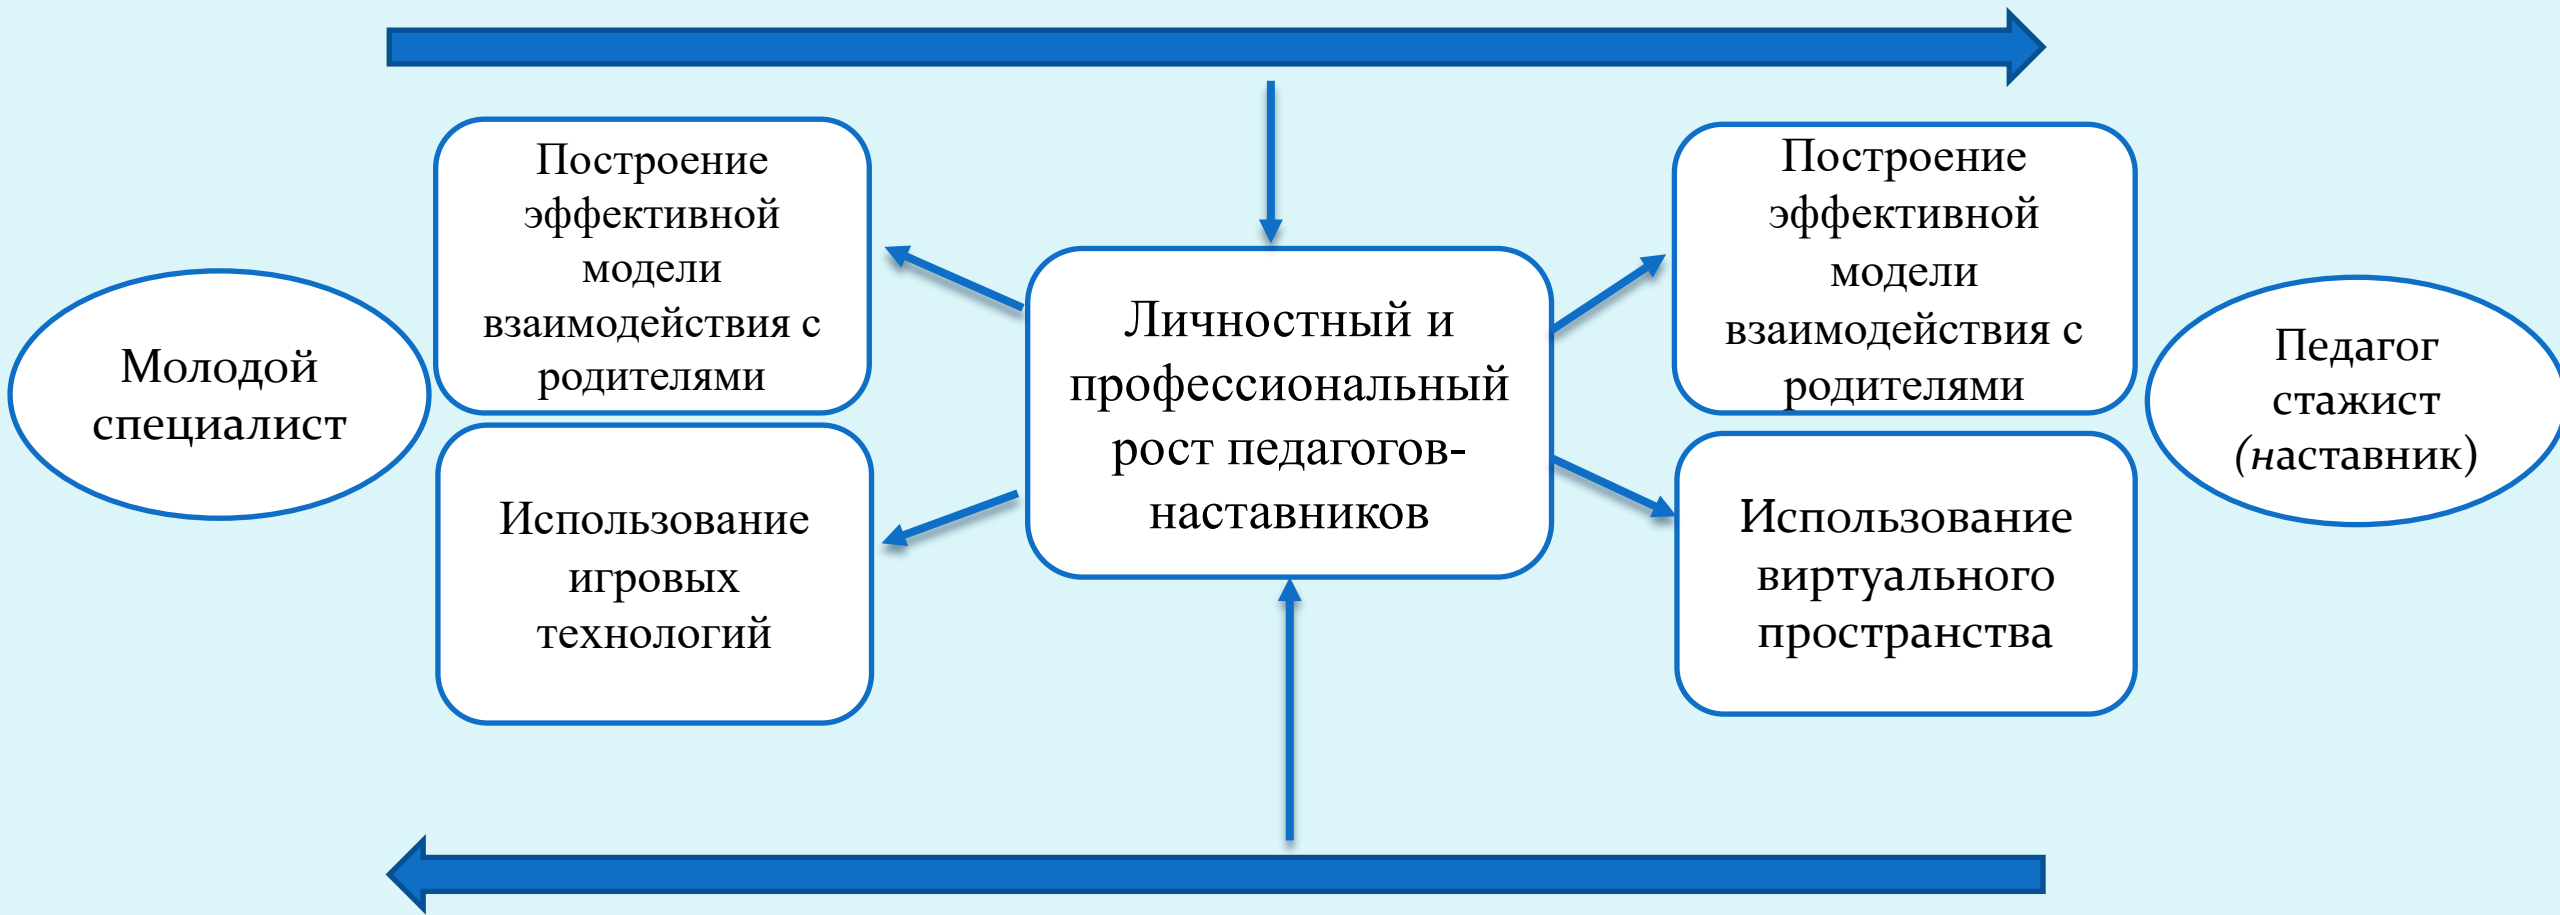 Молодой
специалист
Построение
эффективной
модели
взаимодействия с
родителями
Использование
игровых
технологий
Личностный и
профессиональный
рост педагогов-
наставников
Построение
эффективной
модели
взаимодействия с
родителями
Использование
виртуального
пространства
Педагог
стажист
(наставник)